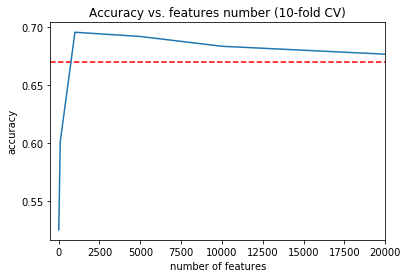 Accuracy vs. features number (10-fold CV)
0.70
0.65
0.60
0.55
accuracy
0 2500 5000 7500 10000 12500 15000 17500 20000
number of features